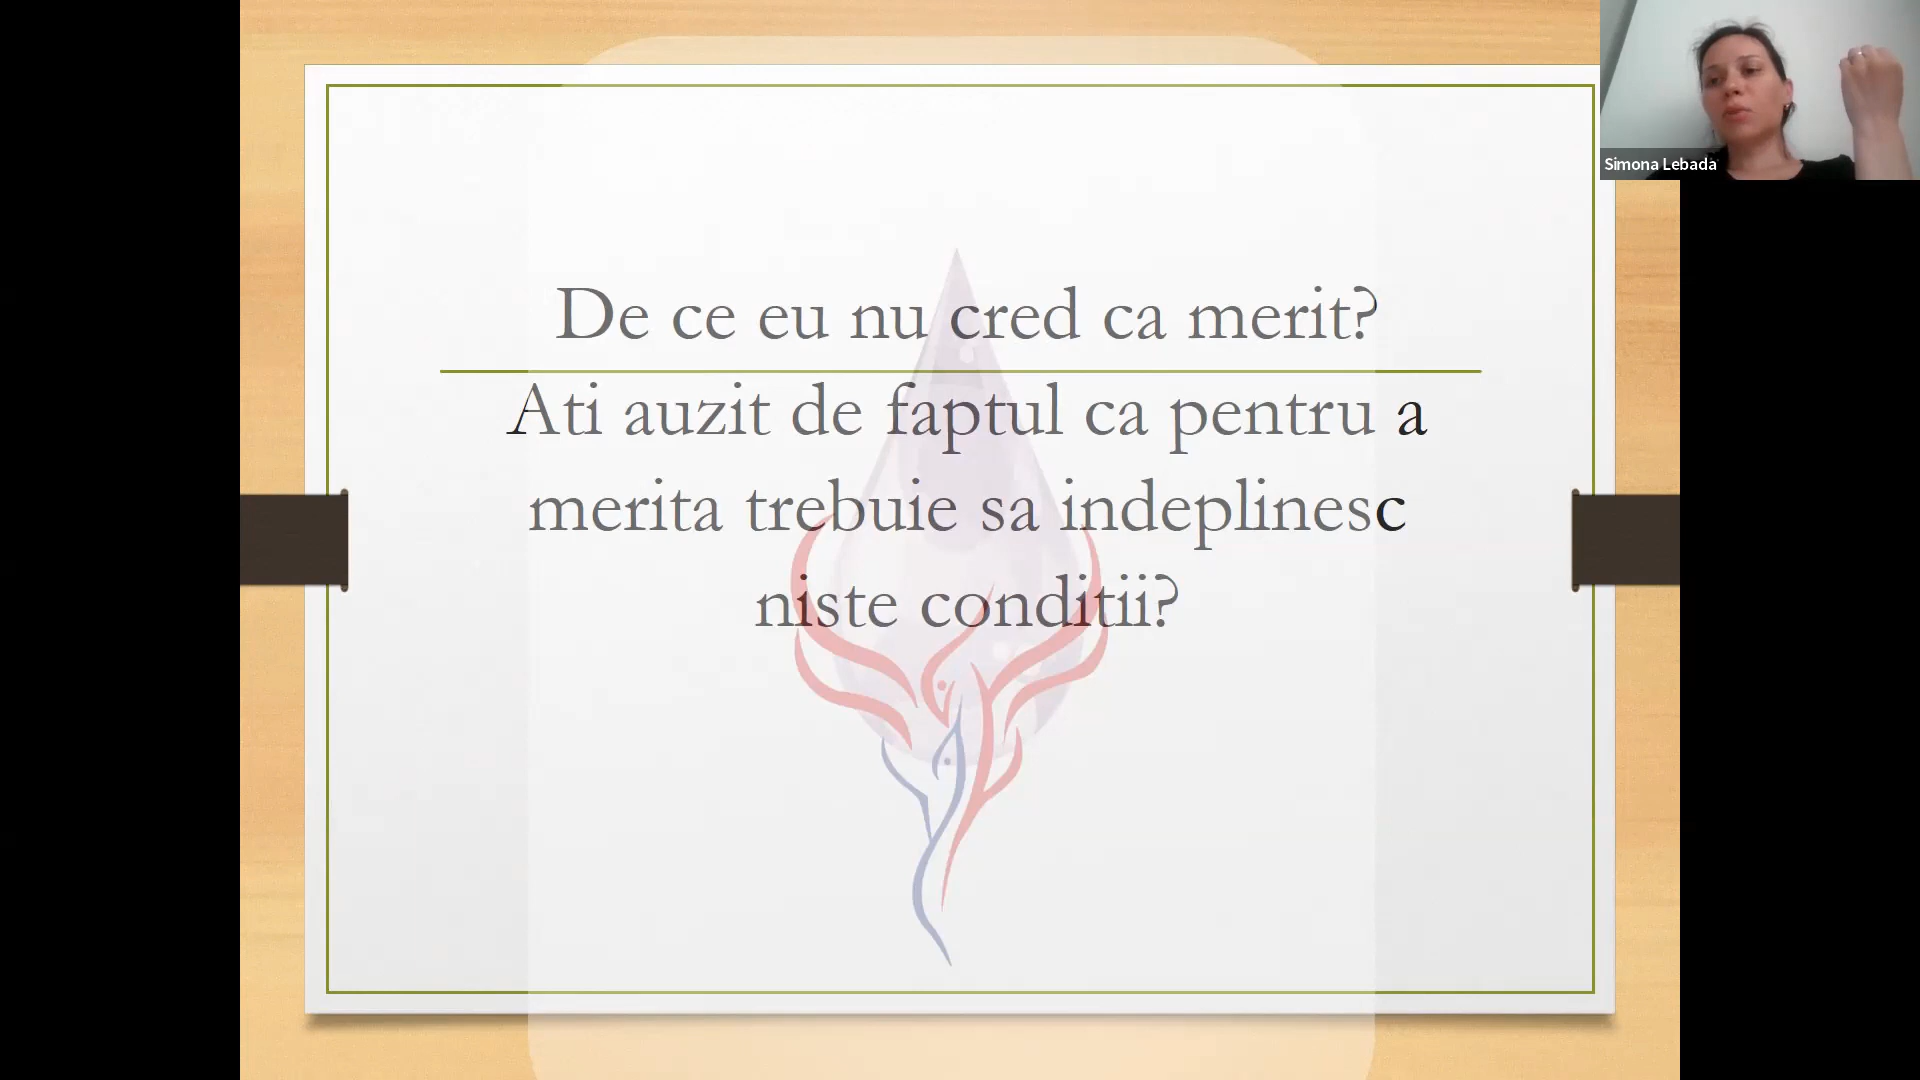 De ce eu nu cred ca merit?
Ati auzit de faptul ca pentru a
merita trebuie sa indeplinesc
niste conditii?
Simona Lebada